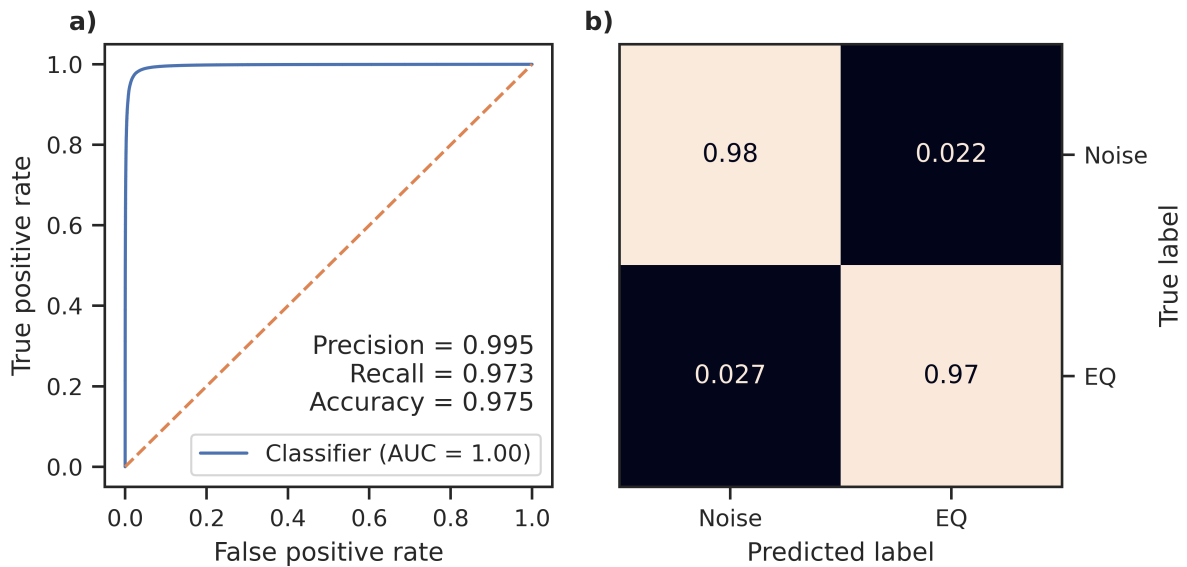 a)
True positive rate
1.0
0.8
0.6
0.4
0.2
0.0
Precision = 0.995
Recall = 0.973
Accuracy = 0.975
Classifier (AUC = 1.00)
0.0 0.2 0.4 0.6 0.8 1.0
False positive rate
b)
0.98 0.022 Noise
0.027 0.97 EQ
True label
Noise EQ
Predicted label